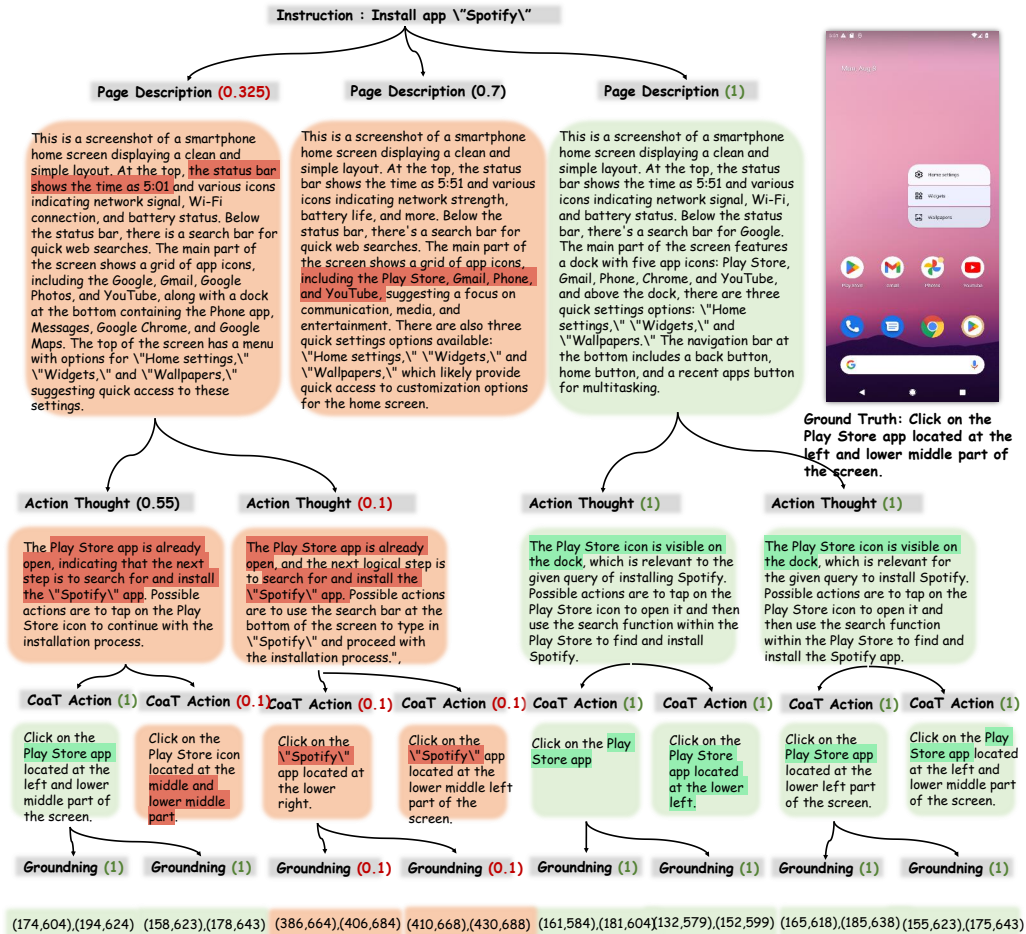 Instruction : Install app \"Spotify\"
Page Description (0.325)
Page Description (0.7)
Page Description (1)
This is a screenshot of a smartphone
home screen displaying a clean and
simple layout. At the top, the status bar
shows the time as 5:01 and various icons
indicating network signal, Wi-Fi
connection, and battery status. Below
the status bar, there is a search bar for
quick web searches. The main part of
the screen shows a grid of app icons,
including the Google, Gmail, Google
Photos, and YouTube, along with a dock
at the bottom containing the Phone app,
Messages, Google Chrome, and Google
Maps. The top of the screen has a menu
with options for \"Home settings,\"
\"Widgets,\" and \"Wallpapers,\"
suggesting quick access to these
settings.
This is a screenshot of a smartphone
home screen displaying a clean and
simple layout. At the top, the status
bar shows the time as 5:51 and various
icons indicating network strength,
battery life, and more. Below the
status bar, there's a search bar for
quick web searches. The main part of
the screen shows a grid of app icons,
including the Play Store, Gmail, Phone,
and YouTube, suggesting a focus on
communication, media, and
entertainment. There are also three
quick settings options available:
\"Home settings,\" \"Widgets,\" and
\"Wallpapers,\" which likely provide
quick access to customization options
for the home screen.
This is a screenshot of a smartphone
home screen displaying a clean and
simple layout. At the top, the status
bar shows the time as 5:51 and various
icons indicating network signal, Wi-Fi,
and battery status. Below the status
bar, there's a search bar for Google.
The main part of the screen features
a dock with five app icons: Play Store,
Gmail, Phone, Chrome, and YouTube,
and above the dock, there are three
quick settings options: \"Home
settings,\" \"Widgets,\" and
\"Wallpapers.\" The navigation bar at
the bottom includes a back button,
home button, and a recent apps button
for multitasking.
Home settings
Widgets
Wallpapers
Play Store
Gmail
Photos
YouTube
Ground Truth: Click on the
Play Store app located at the
left and lower middle part of
the screen.
Action Thought (0.55)
Action Thought (0.1)
Action Thought (1)
Action Thought (1)
The Play Store app is already
open, indicating that the next
step is to search for and install
the \"Spotify\" app. Possible
actions are to tap on the Play
Store icon to continue with the
installation process.
The Play Store app is already
open, and the next logical step is
to search for and install the
\"Spotify\" app. Possible actions
are to use the search bar at the
bottom of the screen to type in
\"Spotify\" and proceed with
the installation process.",
The Play Store icon is visible on
the dock, which is relevant to the
given query of installing Spotify.
Possible actions are to tap on the
Play Store icon to open it and then
use the search function within the
Play Store to find and install
Spotify.
The Play Store icon is visible on
the dock, which is relevant for
the given query to install Spotify.
Possible actions are to tap on the
Play Store icon to open it and
then use the search function
within the Play Store to find and
install the Spotify app.
CoaT Action (1)
CoaT Action (0.1)
CoaT Action (0.1)
CoaT Action (0.1)
CoaT Action (1)
CoaT Action (1)
CoaT Action (1)
CoaT Action (1)
Click on the
Play Store app
located at the
left and lower
middle part of
the screen.
Click on the
Play Store icon
located at the
middle and
lower middle
part.
Click on the
\"Spotify\"
app located at
the lower
right.
Click on the
\"Spotify\" app
located at the
lower middle left
part of the
screen.
Click on the Play
Store app
Click on the
Play Store
app located
at the lower
left.
Click on the
Play Store app
located at the
lower left part
of the screen.
Click on the Play
Store app located
at the left and
lower middle part
of the screen.
Groundning (1)
Groundning (1)
Groundning (0.1)
Groundning (0.1)
Groundning (1)
Groundning (1)
Groundning (1)
Groundning (1)
(174,604),(194,624)
(158,623),(178,643)
(386,664),(406,684)
(410,668),(430,688)
(161,584),(181,604)
(132,579),(152,599)
(165,618),(185,638)
(155,623),(175,643)